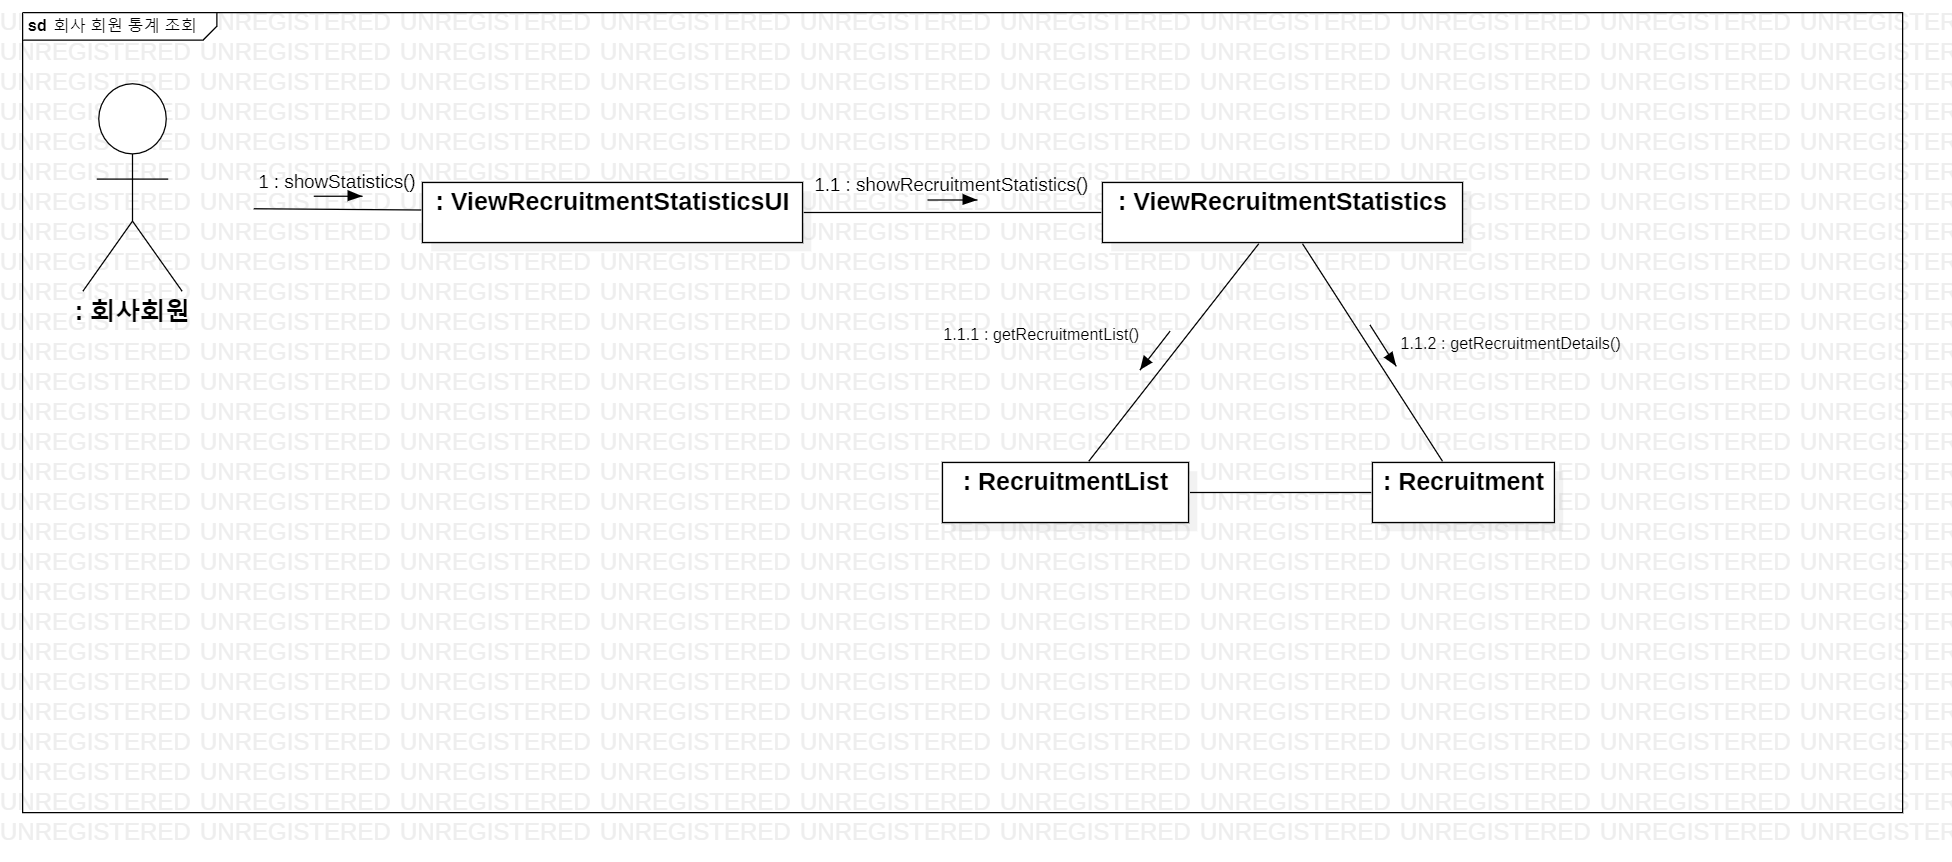 sd 회사 회원 통계 조회
1 : showStatistics()
: ViewRecruitmentStatisticsUI
1.1 : showRecruitmentStatistics()
: ViewRecruitmentStatistics
: 회사회원
1.1.1 : getRecruitmentList()
1.1.2 : getRecruitmentDetails()
: RecruitmentList
: Recruitment
UNREGISTERED